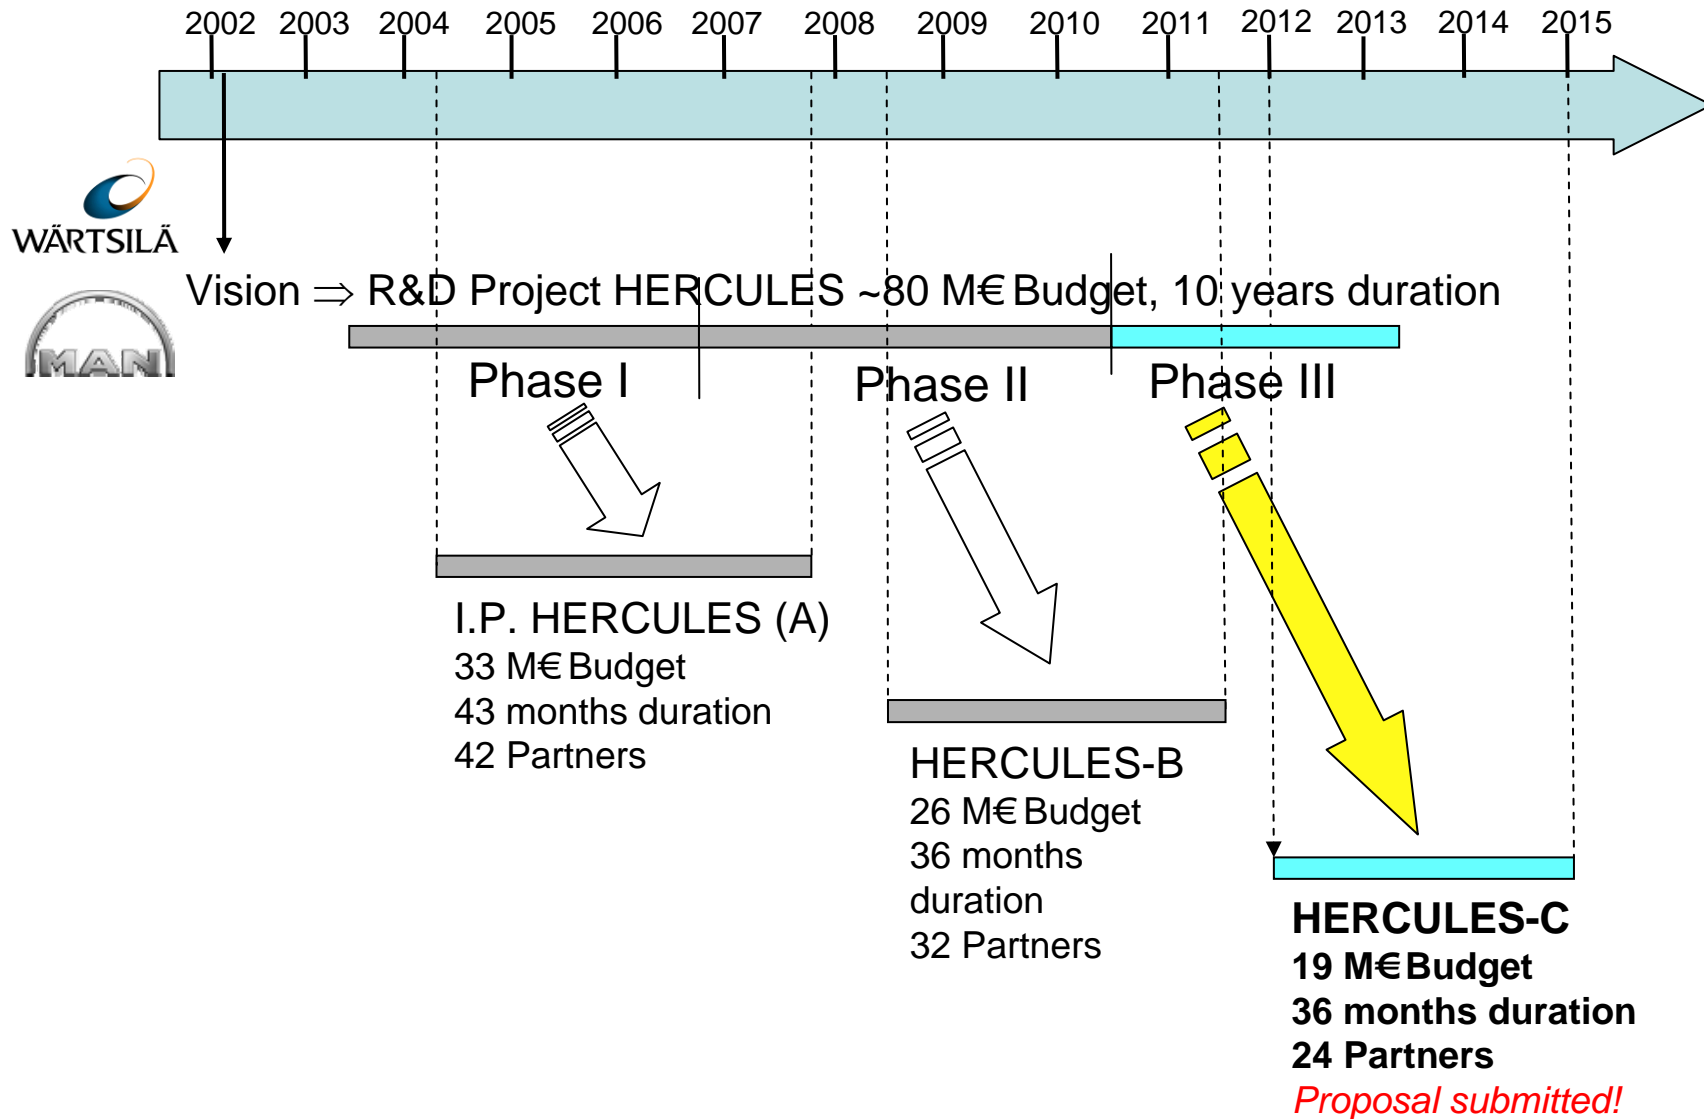 2002 2003 2004 2005 2006 2007 2008 2009 2010 2011 2012 2013 2014 2015
WÄRTSILÄ
MAN
Vision ⇒ R&D Project HERCULES ~80 M€ Budget, 10 years duration
Phase I Phase II Phase III
I.P. HERCULES (A)
33 M€ Budget
43 months duration
42 Partners
HERCULES-B
26 M€ Budget
36 months
duration
32 Partners
HERCULES-C
19 M€ Budget
36 months duration
24 Partners
Proposal submitted!